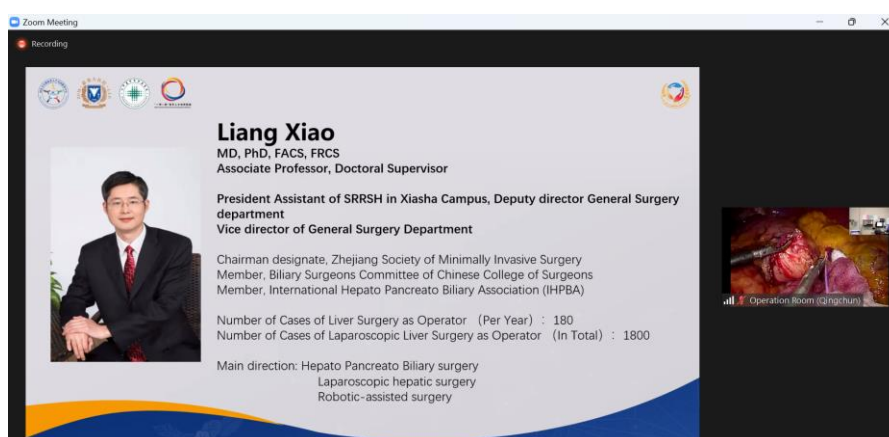 Zoom Meeting
Recording
Liang Xiao
MD, PhD, FACS, FRCS
Associate Professor, Doctoral Supervisor
President Assistant of SRRSH in Xiasha Campus, Deputy director General Surgery
department
Vice director of General Surgery Department
Chairman designate, Zhejiang Society of Minimally Invasive Surgery
Member, Biliary Surgeons Committee of Chinese College of Surgeons
Member, International Hepato Pancreato Biliary Association (IHPBA)
Number of Cases of Liver Surgery as Operator （Per Year）： 180
Number of Cases of Laparoscopic Liver Surgery as Operator （In Total）： 1800
Main direction: Hepato Pancreato Biliary surgery
Laparoscopic hepatic surgery
Robotic-assisted surgery
Operation Room (Qingchun)